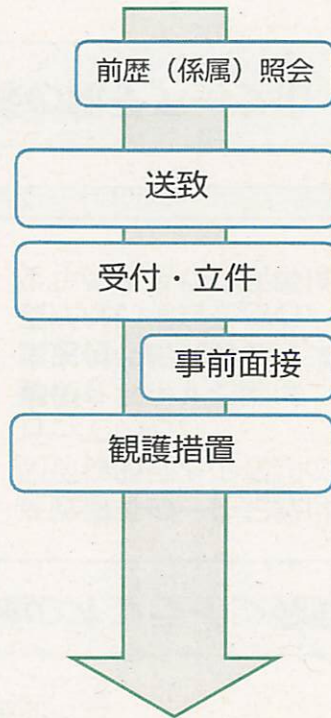 前歴（係属）照会
送致
受付・立件
事前面接
観護措置